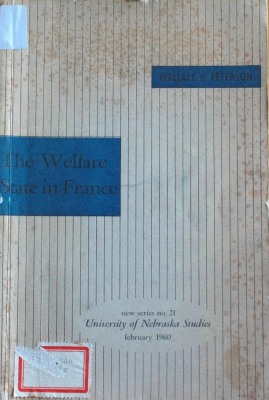 WALLACE C. PETERSON
The Welfare
State in France
new series no. 21
University of Nebraska Studies
february 1960